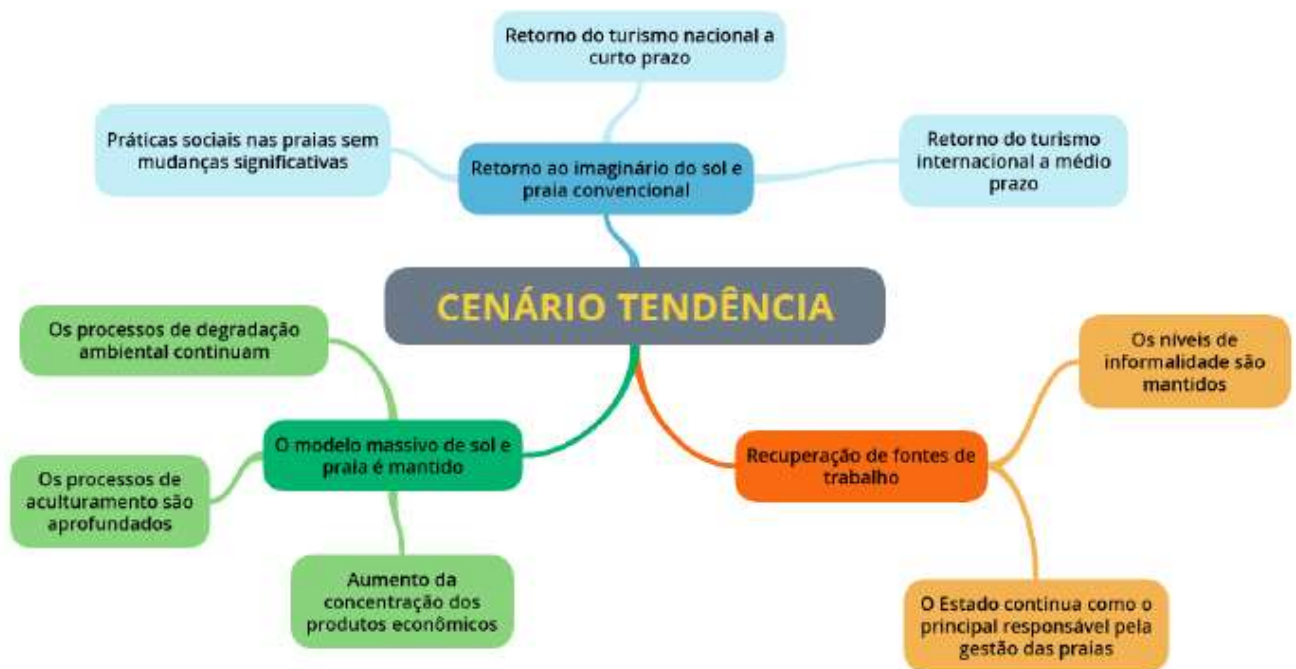 Retorno do turismo nacional a
curto prazo
Práticas sociais nas praias sem
mudanças significativas
Retorno ao imaginário do sol e
praia convencional
Retorno do turismo
internacional a médio
prazo
CENÁRIO TENDÊNCIA
Os processos de degradação
ambiental continuam
O modelo massivo de sol e
praia é mantido
Os processos de
aculturamento são
aprofundados
Aumento da
concentração dos
produtos econômicos
Os níveis de
informalidade são
mantidos
Recuperação de fontes de
trabalho
O Estado continua como o
principal responsável pela
gestão das praias